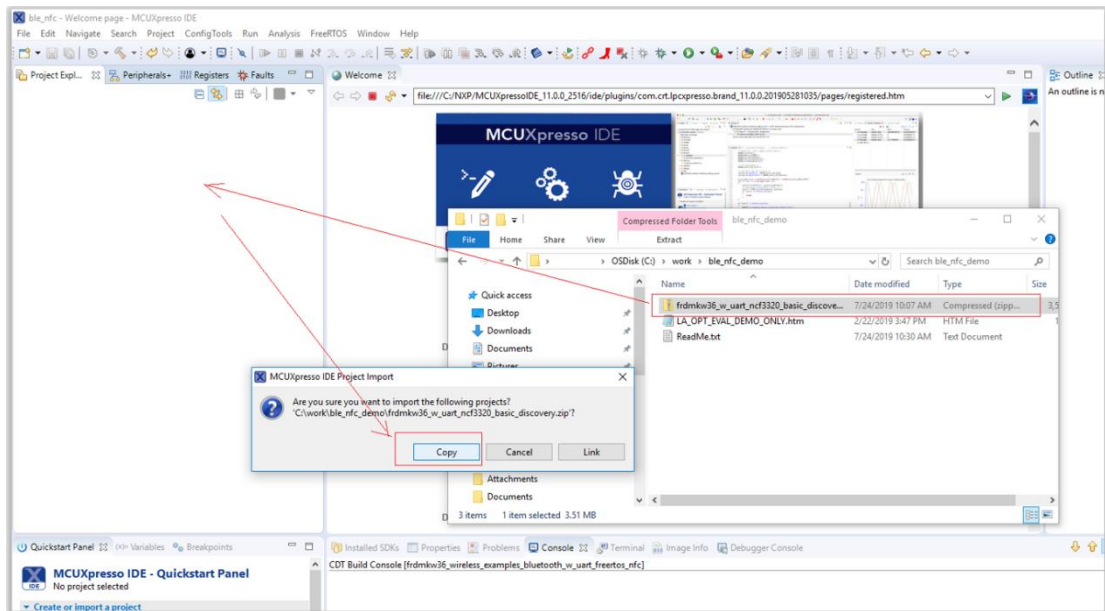 ble_nfc - Welcome page - MCUXpresso IDE
File Edit Navigate Search Project ConfigTools Run Analysis FreeRTOS Window Help
Project Expl... Peripherals+ Registers Faults
Welcome
Outline
file:///C:/NXP/MCUXpressoIDE_11.0.0_2516/ide/plugins/com.crt.lpcxpresso.brand_11.0.0.201905281035/pages/registered.htm
An outline is n
MCUXpresso IDE
Compressed Folder Tools ble_nfc_demo
File Home Share View Extract
OSDisk (C:) > work > ble_nfc_demo
Search ble_nfc_demo
Name Date modified Type Size
Quick access
Desktop
Downloads
Documents
Pictures
frdmkw36_w_uart_ncf3320_basic_discove... 7/24/2019 10:07 AM Compressed (zipp... 3,5
LA_OPT_EVAL_DEMO_ONLY.htm 2/22/2019 3:47 PM HTM File 1
ReadMe.txt 7/24/2019 10:30 AM Text Document
MCUXpresso IDE Project Import
Are you sure you want to import the following projects?
'C:\work\ble_nfc_demo\frdmkw36_w_uart_ncf3320_basic_discovery.zip'?
Copy Cancel Link
Attachments
Documents
3 items 1 item selected 3.51 MB
Quickstart Panel Variables Breakpoints
Installed SDKs Properties Problems Console Terminal Image Info Debugger Console
CDT Build Console [frdmkw36_wireless_examples_bluetooth_w_uart_freertos_nfc]
IDE
MCUXpresso IDE - Quickstart Panel
No project selected
Create or import a project